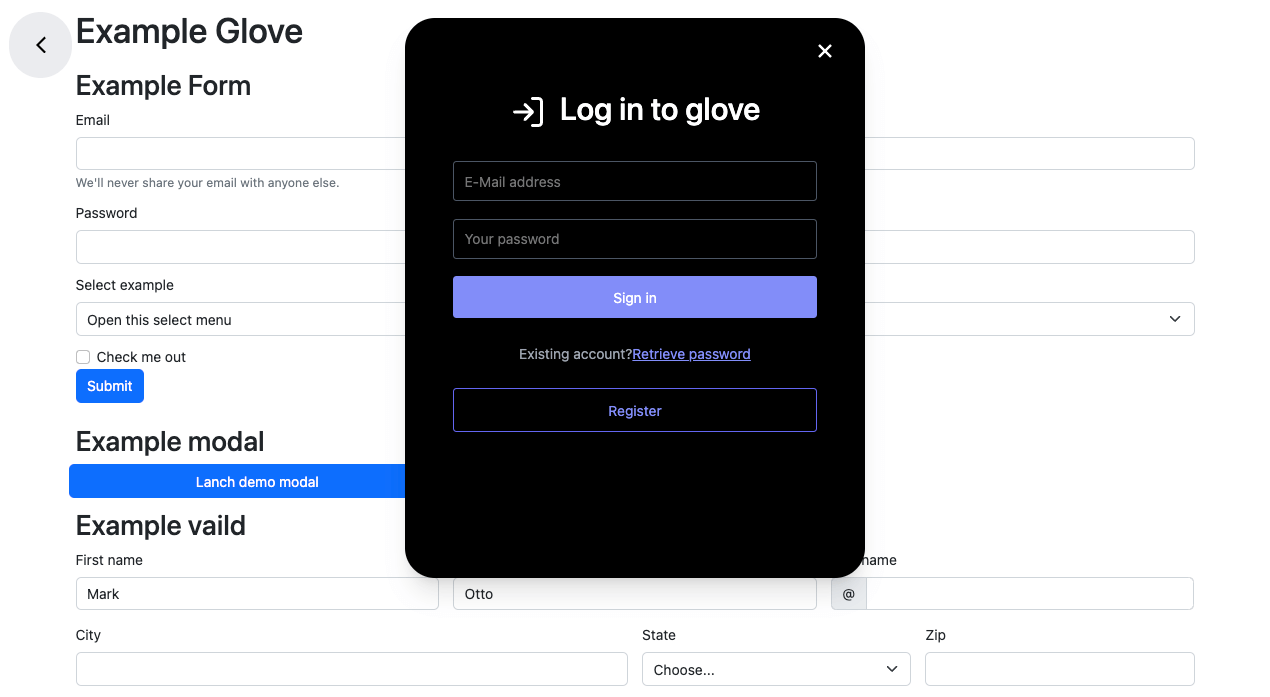 Example Glove
Example Form
Email
We'll never share your email with anyone else.
Password
Select example
Open this select menu
Check me out
Submit
Example modal
Lanch demo modal
Example vaild
First name
Mark
Otto
name
@
City
State
Choose...
Zip
Log in to glove
E-Mail address
Your password
Sign in
Existing account?Retrieve password
Register